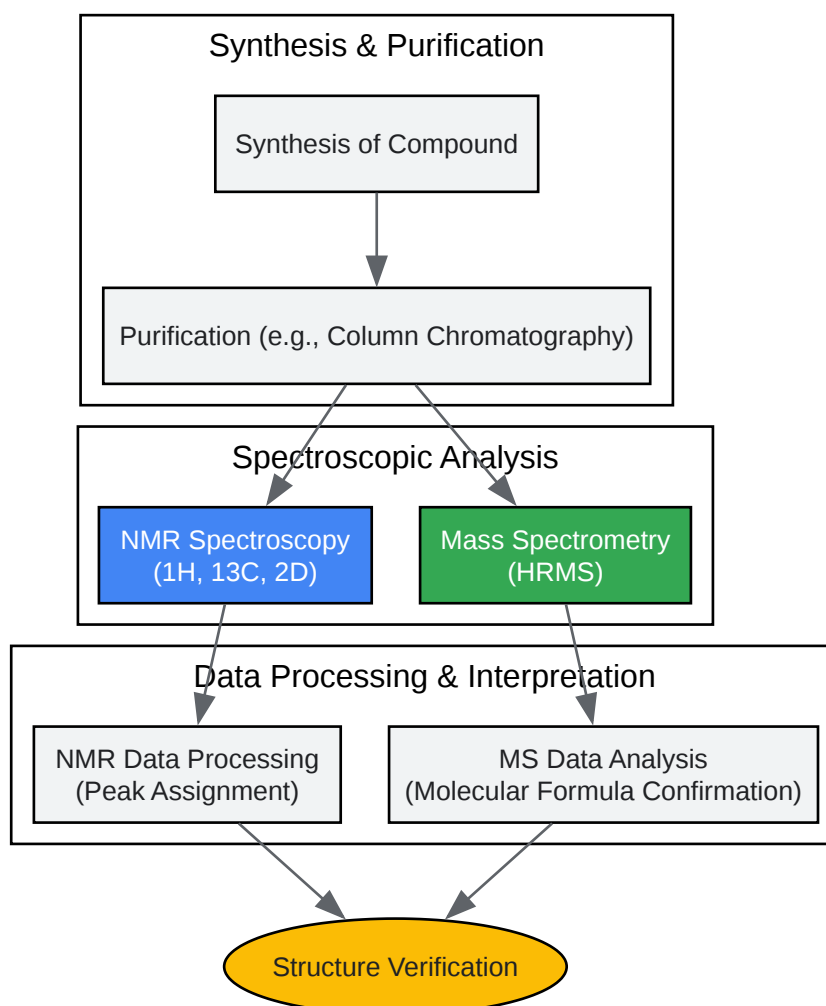 Synthesis & Purification
Synthesis of Compound
Purification (e.g., Column Chromatography)
Spectroscopic Analysis
NMR Spectroscopy
(1H, 13C, 2D)
Mass Spectrometry
(HRMS)
Data Processing & Interpretation
NMR Data Processing
(Peak Assignment)
MS Data Analysis
(Molecular Formula Confirmation)
Structure Verification